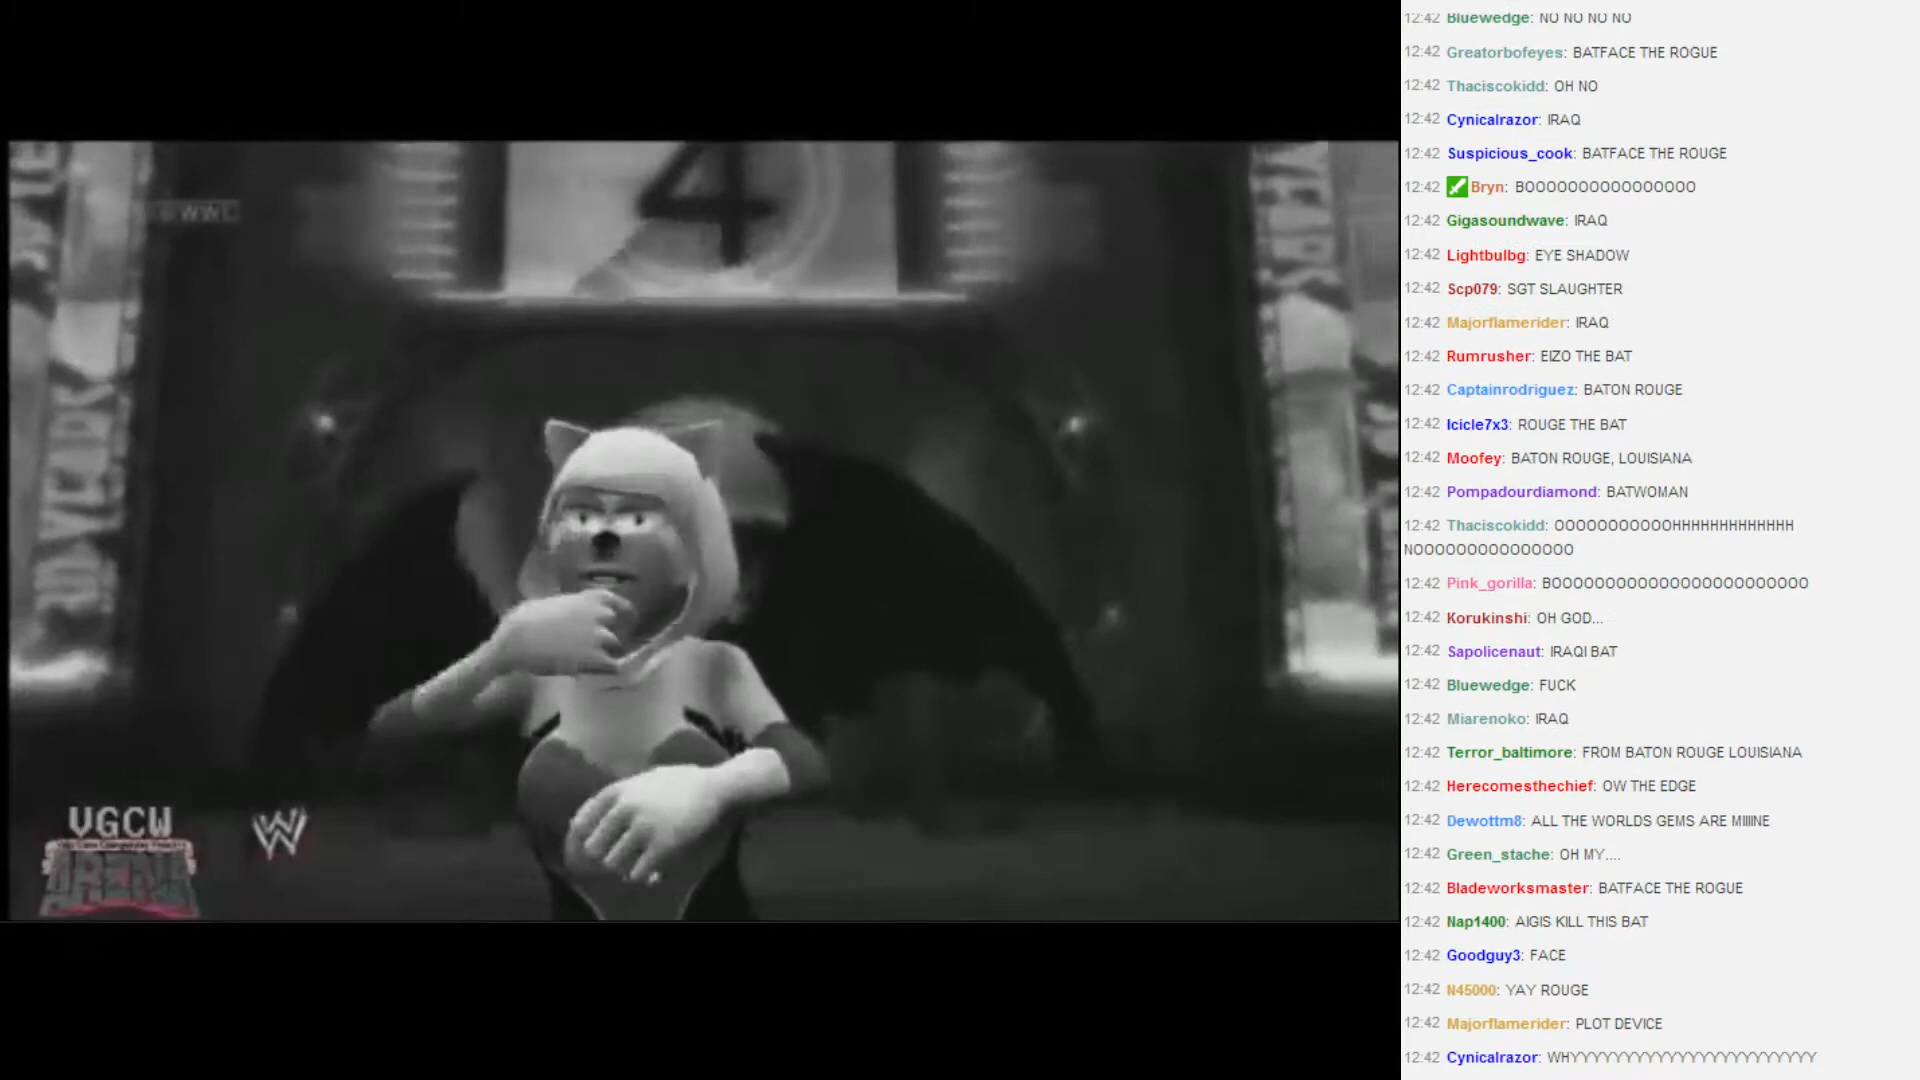 4
VGCW
ARENA
W
12:42 Bluewedge: NO NO NO NO
12:42 Greatorbofeyes: BATFACE THE ROGUE
12:42 Thaciscokidd: OH NO
12:42 Cynicalrazor: IRAQ
12:42 Suspicious_cook: BATFACE THE ROUGE
12:42 Bryn: BOOOOOOOOOOOOOOOO
12:42 Gigasoundwave: IRAQ
12:42 Lightbulbg: EYE SHADOW
12:42 Scp079: SGT SLAUGHTER
12:42 Majorflamerider: IRAQ
12:42 Rumrusher: EIZO THE BAT
12:42 Captainrodriguez: BATON ROUGE
12:42 Icicle7x3: ROUGE THE BAT
12:42 Moofey: BATON ROUGE, LOUISIANA
12:42 Pompadourdiamond: BATWOMAN
12:42 Thaciscokidd: OOOOOOOOOOOHHHHHHHHHHHHH
NOOOOOOOOOOOOOOO
12:42 Pink_gorilla: BOOOOOOOOOOOOOOOOOOOOOOOOO
12:42 Korukinshi: OH GOD...
12:42 Sapolicenaut: IRAQI BAT
12:42 Bluewedge: FUCK
12:42 Miarenoko: IRAQ
12:42 Terror_baltimore: FROM BATON ROUGE LOUISIANA
12:42 Herecomesthechief: OW THE EDGE
12:42 Dewottm8: ALL THE WORLDS GEMS ARE MIIIINE
12:42 Green_stache: OH MY....
12:42 Bladeworksmaster: BATFACE THE ROGUE
12:42 Nap1400: AIGIS KILL THIS BAT
12:42 Goodguy3: FACE
12:42 N45000: YAY ROUGE
12:42 Majorflamerider: PLOT DEVICE
12:42 Cynicalrazor: WHYYYYYYYYYYYYYYYYYYYYYYY